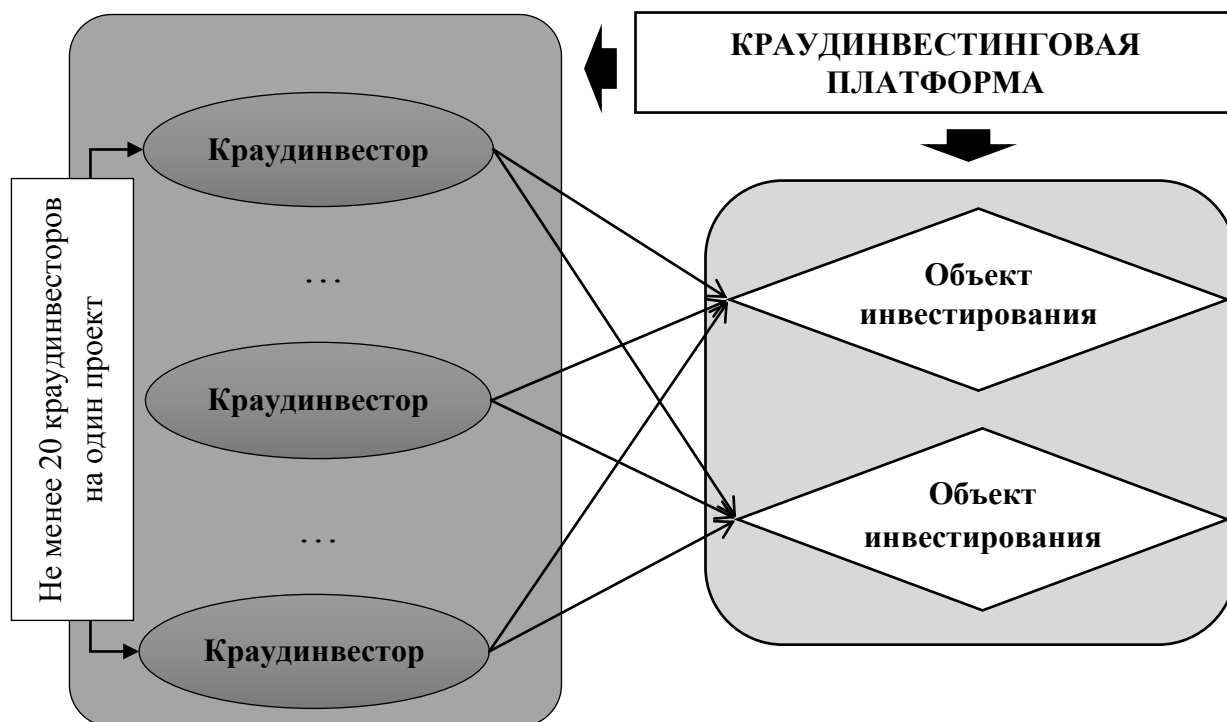 КРАУДИНВЕСТИНГОВАЯ
ПЛАТФОРМА
Не менее 20 краудинвесторов
на один проект
Краудинвестор
...
Краудинвестор
...
Краудинвестор
Объект
инвестирования
Объект
инвестирования